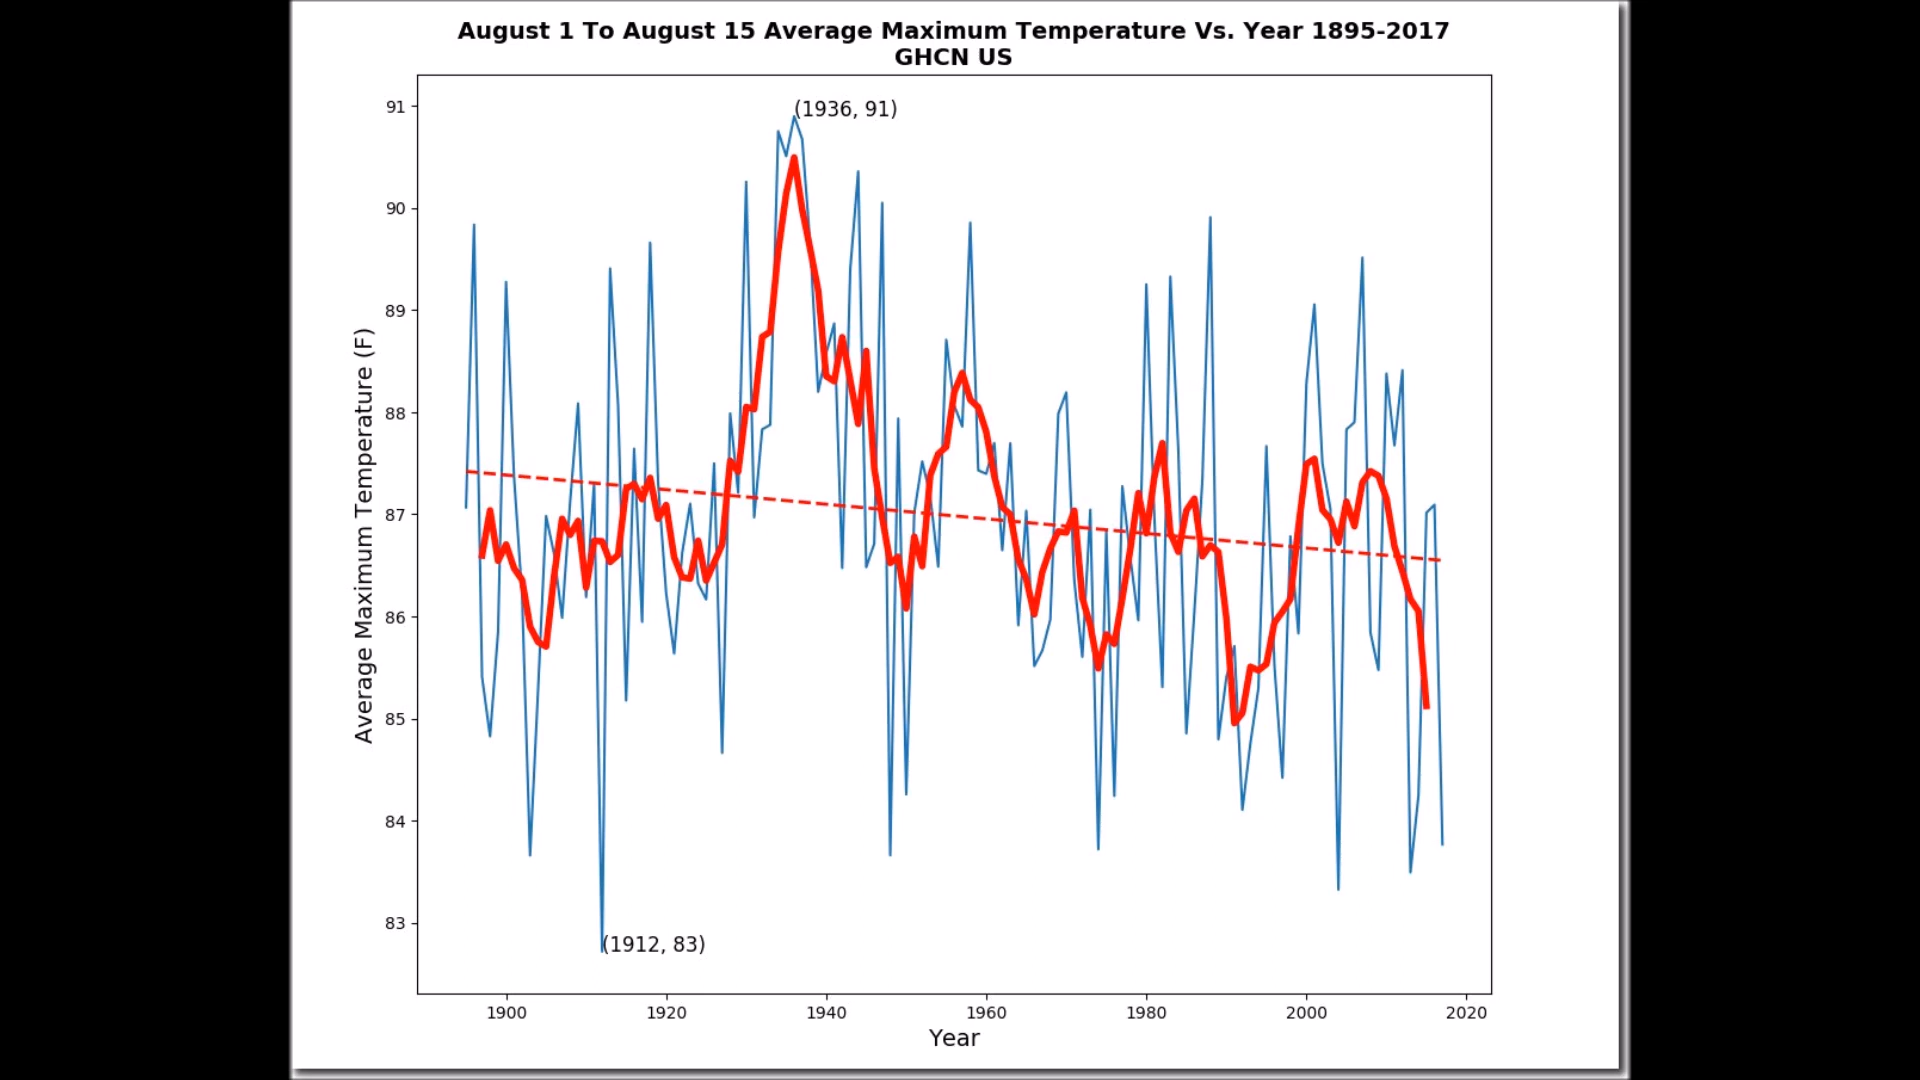 August 1 To August 15 Average Maximum Temperature Vs. Year 1895-2017
GHCN US
(1936, 91)
91
90
89
88
87
86
85
84
83
Average Maximum Temperature (F)
(1912, 83)
1900 1920 1940 1960 1980 2000 2020
Year